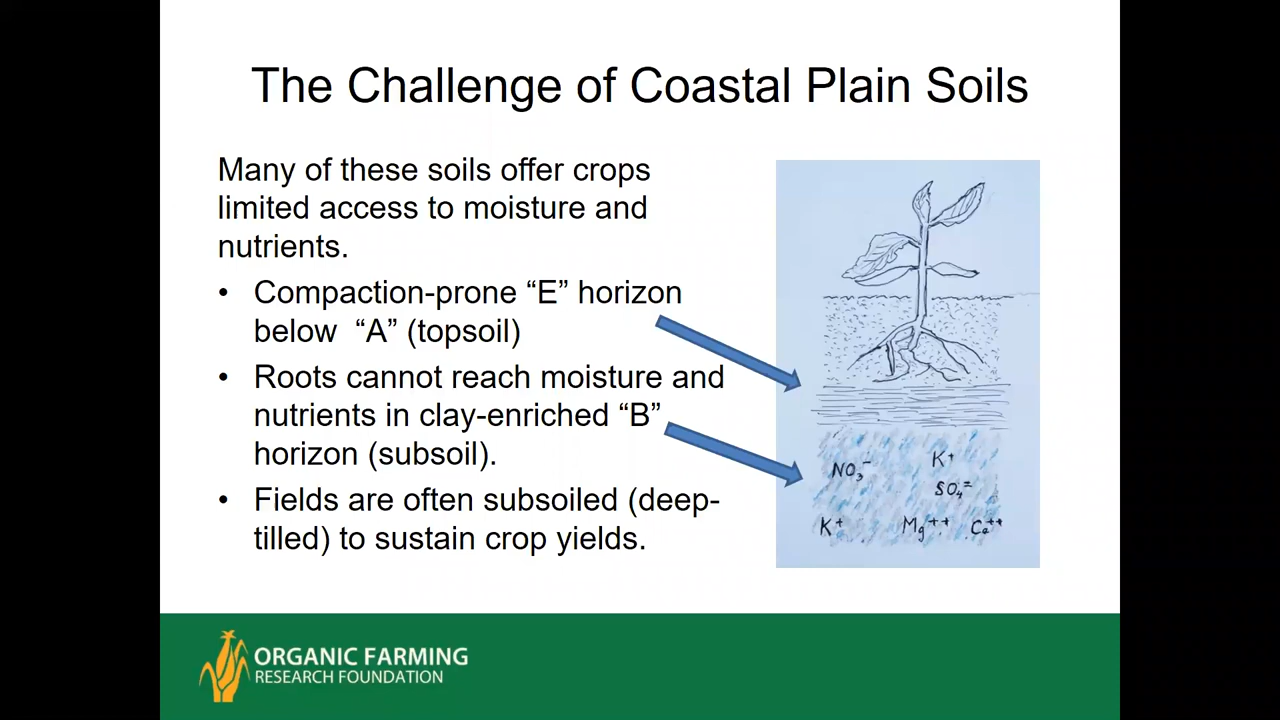 The Challenge of Coastal Plain Soils
Many of these soils offer crops
limited access to moisture and
nutrients.
• Compaction-prone “E” horizon
below “A” (topsoil)
• Roots cannot reach moisture and
nutrients in clay-enriched “B”
horizon (subsoil).
• Fields are often subsoiled (deep-
tilled) to sustain crop yields.
NO₃⁻ K⁺
SO₄⁼
K⁺ Mg⁺⁺ Ca⁺⁺
ORGANIC FARMING
RESEARCH FOUNDATION